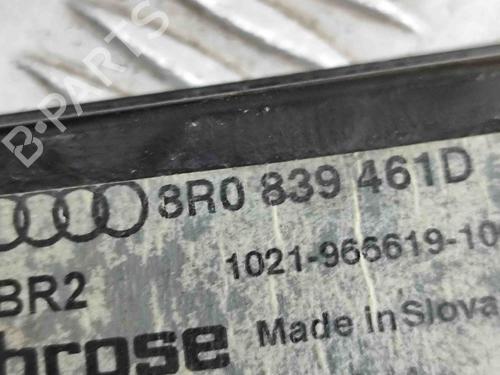 B-PARTS
8R0 839 461D
1021-966619-10
BR2
brose
Made in Slova